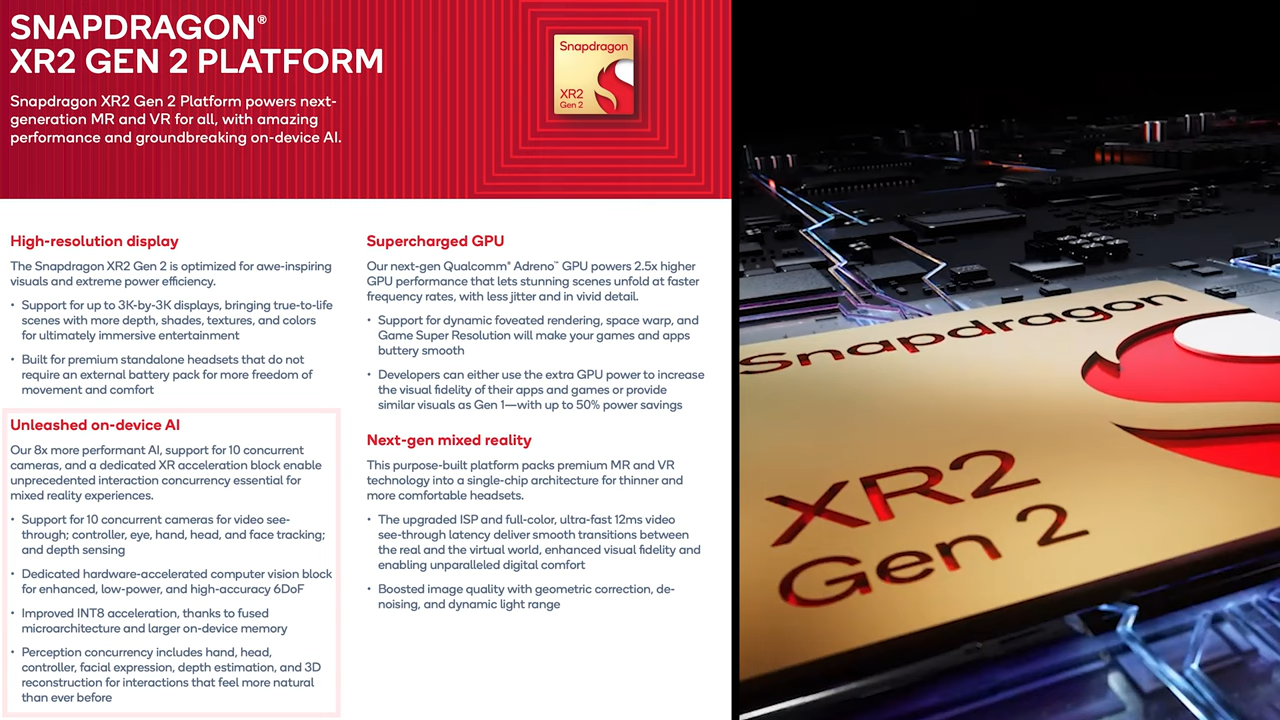 SNAPDRAGON®
XR2 GEN 2 PLATFORM
Snapdragon XR2 Gen 2 Platform powers next-
generation MR and VR for all, with amazing
performance and groundbreaking on-device AI.
Snapdragon
XR2
Gen 2
High-resolution display
The Snapdragon XR2 Gen 2 is optimized for awe-inspiring
visuals and extreme power efficiency.
• Support for up to 3K-by-3K displays, bringing true-to-life
scenes with more depth, shades, textures, and colors
for ultimately immersive entertainment
• Built for premium standalone headsets that do not
require an external battery pack for more freedom of
movement and comfort
Unleashed on-device AI
Our 8x more performant AI, support for 10 concurrent
cameras, and a dedicated XR acceleration block enable
unprecedented interaction concurrency essential for
mixed reality experiences.
• Support for 10 concurrent cameras for video see-
through; controller, eye, hand, head, and face tracking;
and depth sensing
• Dedicated hardware-accelerated computer vision block
for enhanced, low-power, and high-accuracy 6DoF
• Improved INT8 acceleration, thanks to fused
microarchitecture and larger on-device memory
• Perception concurrency includes hand, head,
controller, facial expression, depth estimation, and 3D
reconstruction for interactions that feel more natural
than ever before
Supercharged GPU
Our next-gen Qualcomm® Adreno™ GPU powers 2.5x higher
GPU performance that lets stunning scenes unfold at faster
frequency rates, with less jitter and in vivid detail.
• Support for dynamic foveated rendering, space warp, and
Game Super Resolution will make your games and apps
buttery smooth
• Developers can either use the extra GPU power to increase
the visual fidelity of their apps and games or provide
similar visuals as Gen 1—with up to 50% power savings
Next-gen mixed reality
This purpose-built platform packs premium MR and VR
technology into a single-chip architecture for thinner and
more comfortable headsets.
• The upgraded ISP and full-color, ultra-fast 12ms video
see-through latency deliver smooth transitions between
the real and the virtual world, enhanced visual fidelity and
enabling unparalleled digital comfort
• Boosted image quality with geometric correction, de-
noising, and dynamic light range
Snapdragon
XR2
Gen 2